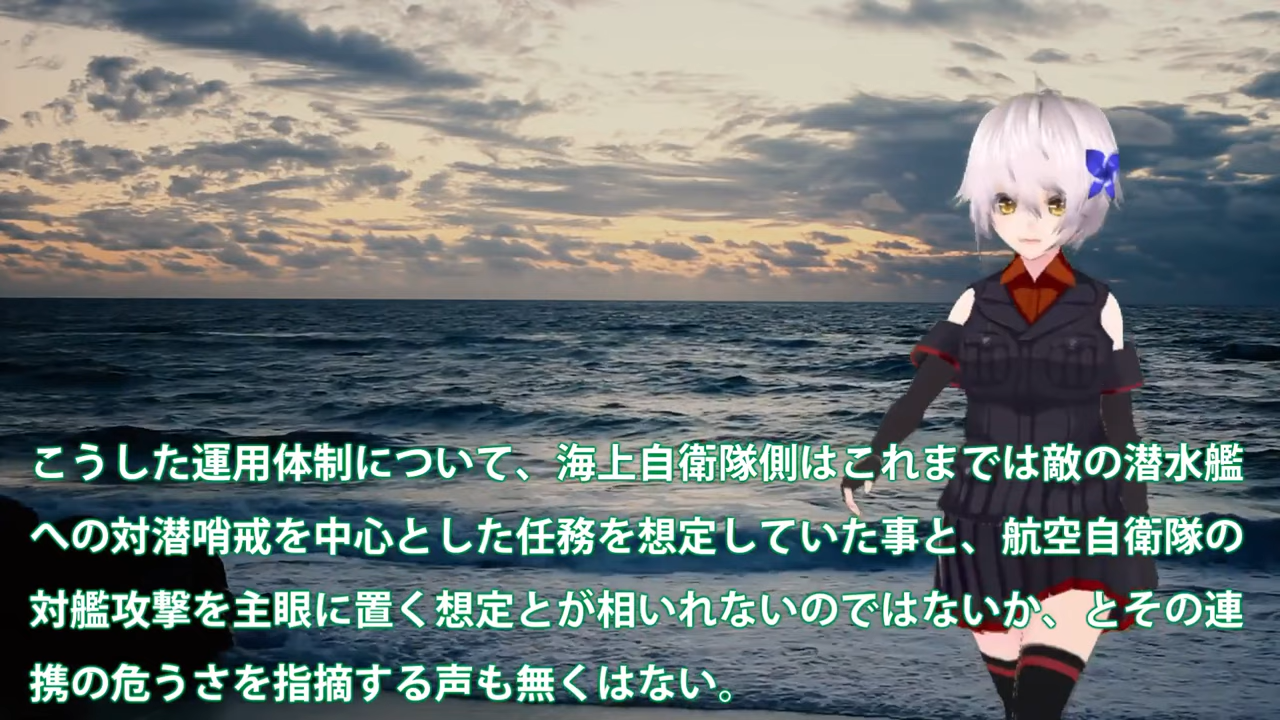 こうした運用体制について、海上自衛隊側はこれまでは敵の潜水艦
への対潜哨戒を中心とした任務を想定していた事と、航空自衛隊の
対艦攻撃を主眼に置く想定とが相いれないのではないか、とその連
携の危うさを指摘する声も無くはない。